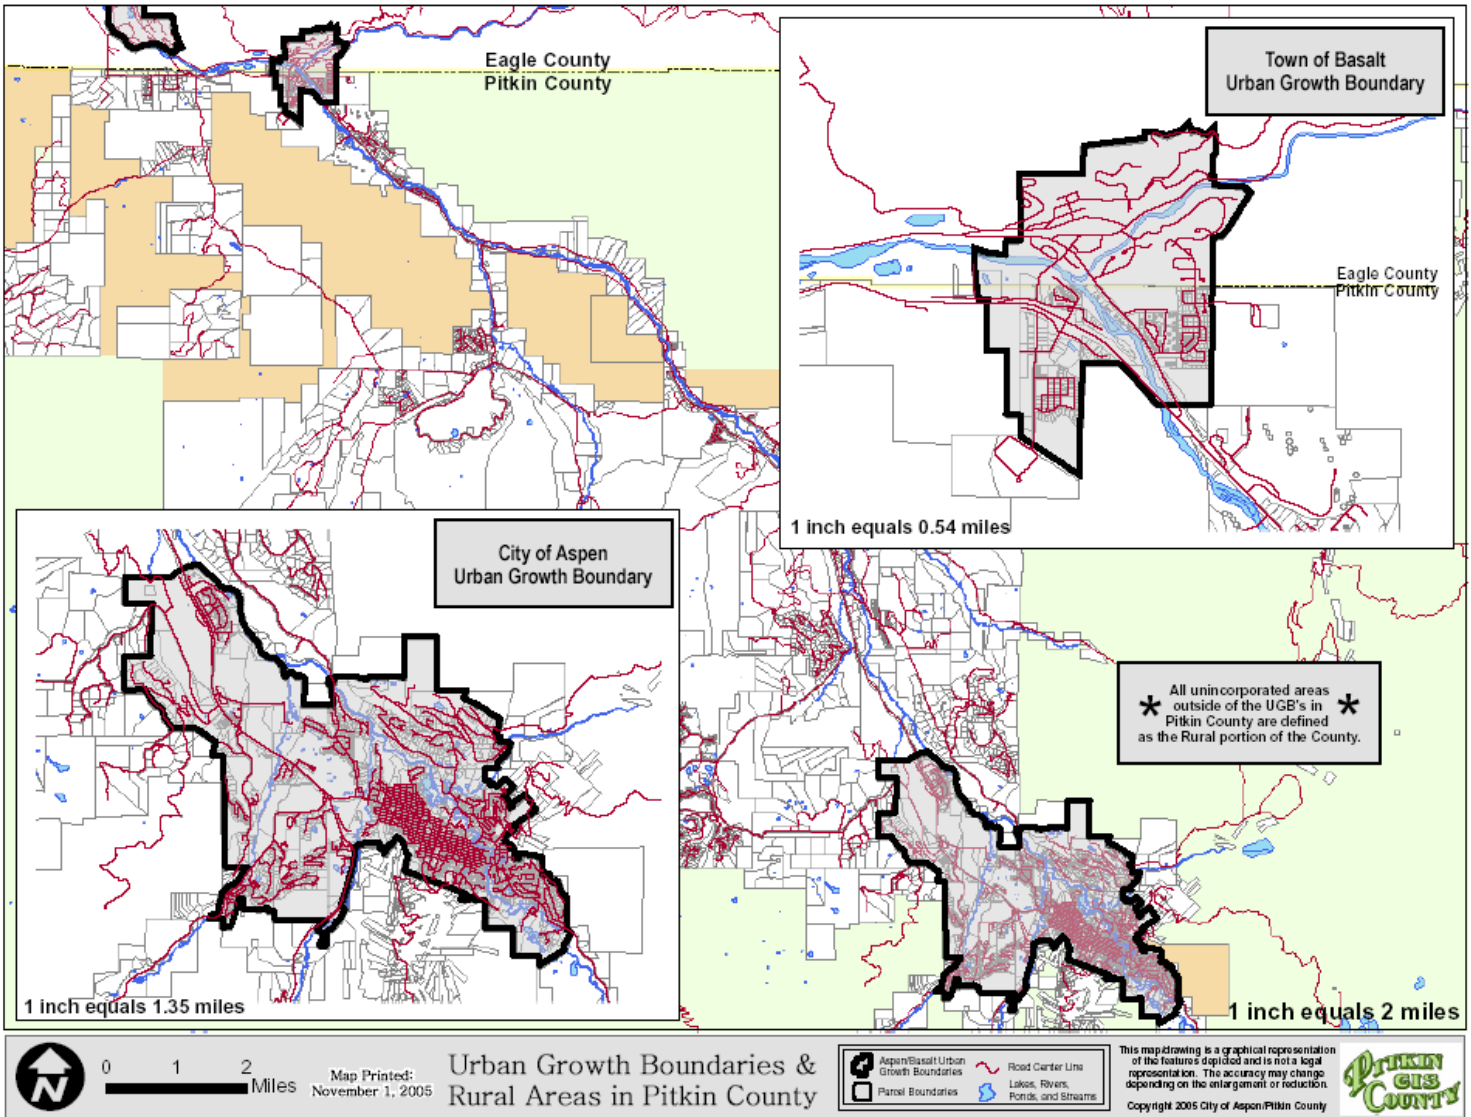 Eagle County
Pitkin County
Town of Basalt
Urban Growth Boundary
Eagle County
Pitkin County
1 inch equals 0.54 miles
City of Aspen
Urban Growth Boundary
1 inch equals 1.35 miles
* All unincorporated areas *
outside of the UGB's in
Pitkin County are defined
as the Rural portion of the County.
1 inch equals 2 miles
N
0 1 2
Miles
Map Printed:
November 1, 2005
Urban Growth Boundaries &
Rural Areas in Pitkin County
Aspen/Basalt Urban
Growth Boundaries
Parcel Boundaries
Road Center Line
Lakes, Rivers,
Ponds, and Streams
This map/drawing is a graphical representation
of the features depicted and is not a legal
representation. The accuracy may change
depending on the enlargement or reduction.
Copyright 2005 City of Aspen/Pitkin County
PITKIN
GIS
COUNTY